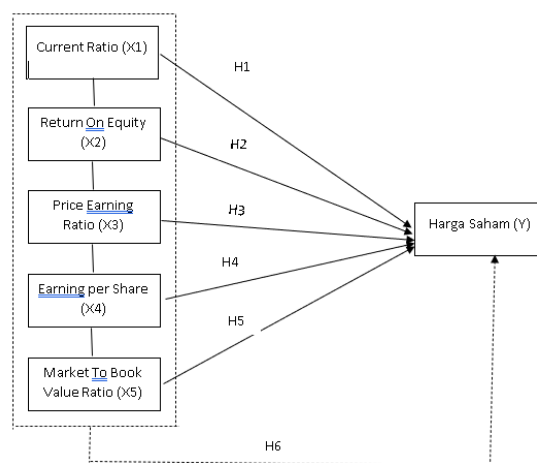 Current Ratio (X1)
H1
Return On Equity
(X2)
H2
Price Earning
Ratio (X3)
H3
Harga Saham (Y)
H4
Earning per Share
(X4)
H5
Market To Book
Value Ratio (X5)
H6